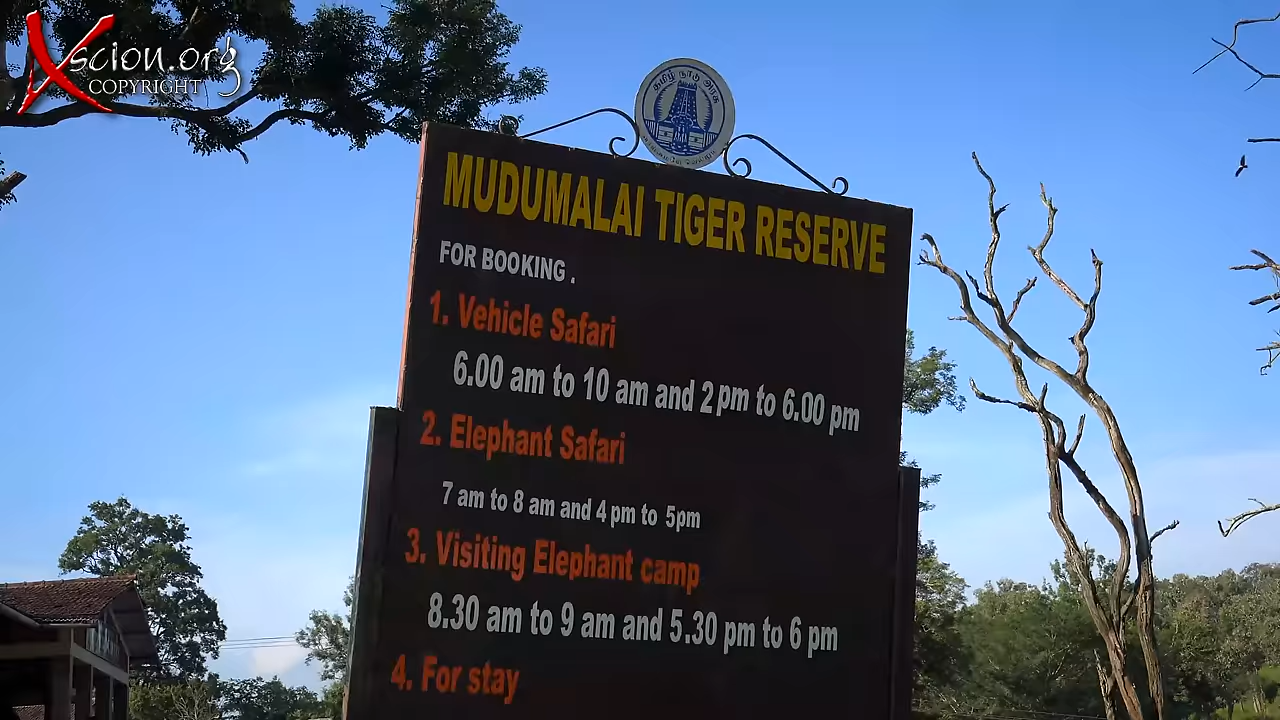 Xscion.org
COPYRIGHT
தமிழ் நாடு அரசு
MUDUMALAI TIGER RESERVE
FOR BOOKING .
1. Vehicle Safari
6.00 am to 10 am and 2 pm to 6.00 pm
2. Elephant Safari
7 am to 8 am and 4 pm to 5pm
3. Visiting Elephant camp
8.30 am to 9 am and 5.30 pm to 6 pm
4. For stay